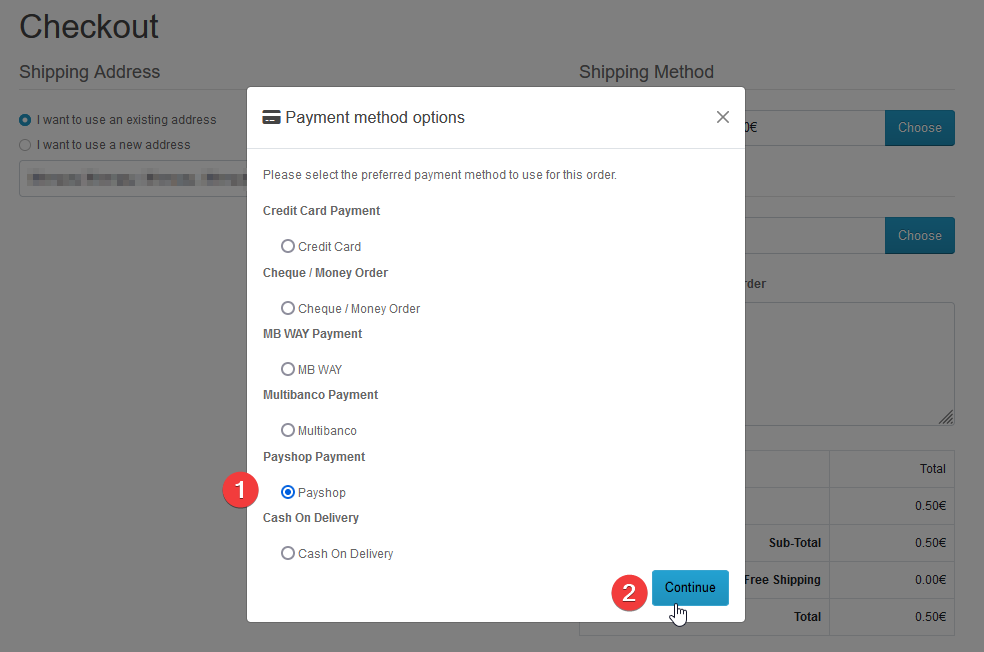 Checkout
Shipping Address
I want to use an existing address
I want to use a new address
Shipping Method
0€
Choose
Choose
rder
Total
0.50€
Sub-Total 0.50€
Free Shipping 0.00€
Total 0.50€
Payment method options
Please select the preferred payment method to use for this order.
Credit Card Payment
Credit Card
Cheque / Money Order
Cheque / Money Order
MB WAY Payment
MB WAY
Multibanco Payment
Multibanco
Payshop Payment
1 Payshop
Cash On Delivery
Cash On Delivery
2 Continue